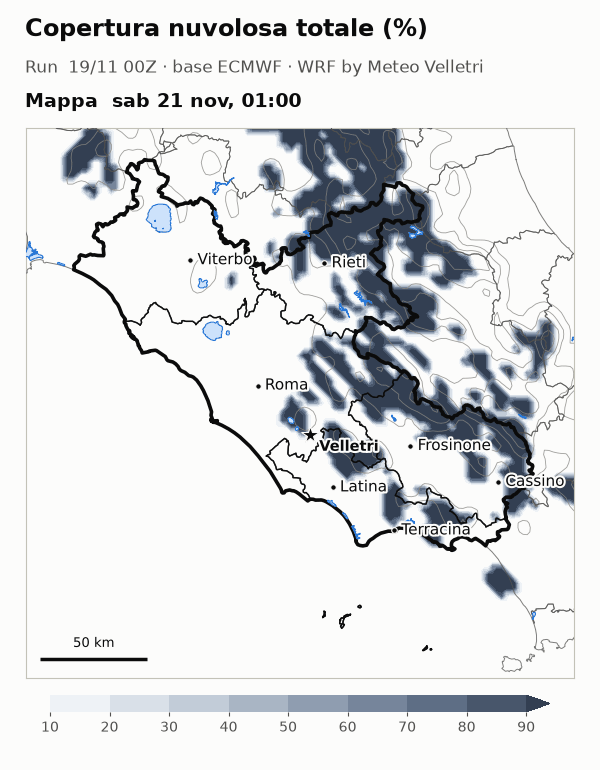 Copertura nuvolosa totale (%)
Run  19/11 00Z · base ECMWF · WRF by Meteo Velletri
Mappa  sab 21 nov, 01:00
Viterbo
Rieti
Roma
Velletri
Frosinone
Latina
Cassino
Terracina
50 km
10 20 30 40 50 60 70 80 90